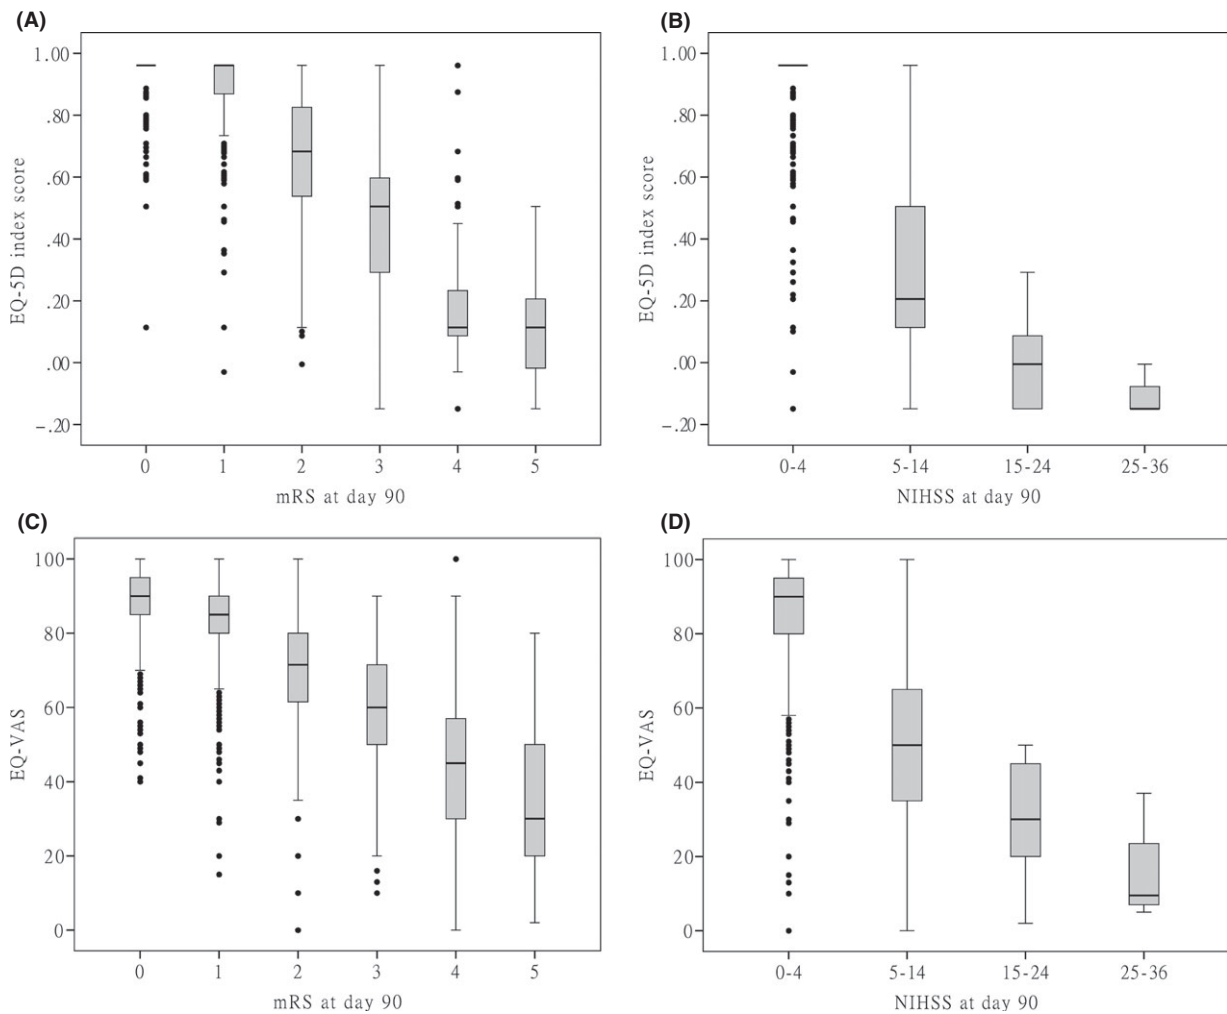 (A)
EQ-5D index score
1.00
.80
.60
.40
.20
.00
-.20
0 1 2 3 4 5
mRS at day 90
(B)
EQ-5D index score
1.00
.80
.60
.40
.20
.00
-.20
0-4 5-14 15-24 25-36
NIHSS at day 90
(C)
EQ-VAS
100
80
60
40
20
0
0 1 2 3 4 5
mRS at day 90
(D)
EQ-VAS
100
80
60
40
20
0
0-4 5-14 15-24 25-36
NIHSS at day 90